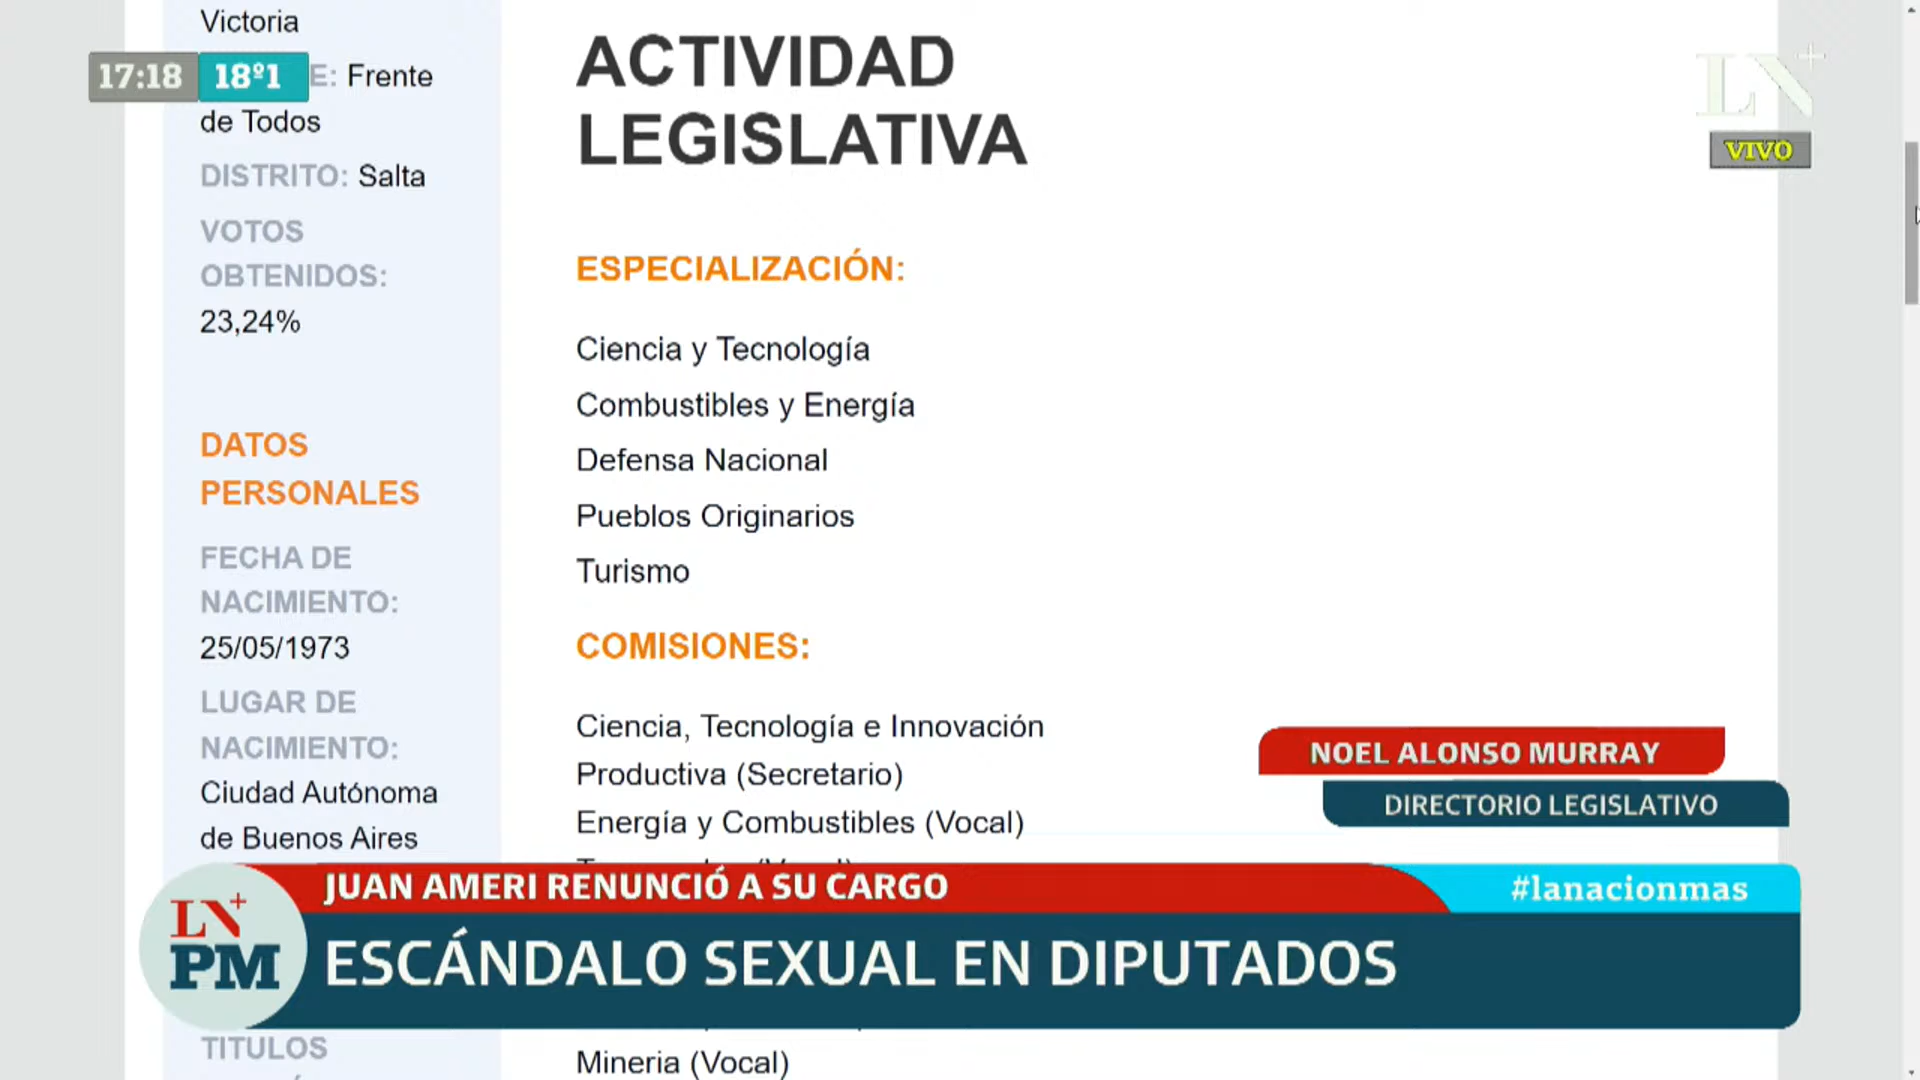 Victoria
17:18
18º1
E: Frente
de Todos
DISTRITO: Salta
VOTOS
OBTENIDOS:
23,24%
DATOS
PERSONALES
FECHA DE
NACIMIENTO:
25/05/1973
LUGAR DE
NACIMIENTO:
Ciudad Autónoma
de Buenos Aires
TITULOS
ACTIVIDAD
LEGISLATIVA
ESPECIALIZACIÓN:
Ciencia y Tecnología
Combustibles y Energía
Defensa Nacional
Pueblos Originarios
Turismo
COMISIONES:
Ciencia, Tecnología e Innovación
Productiva (Secretario)
Energía y Combustibles (Vocal)
Mineria (Vocal)
LN+
VIVO
NOEL ALONSO MURRAY
DIRECTORIO LEGISLATIVO
JUAN AMERI RENUNCIÓ A SU CARGO
#lanacionmas
LN+
PM
ESCÁNDALO SEXUAL EN DIPUTADOS